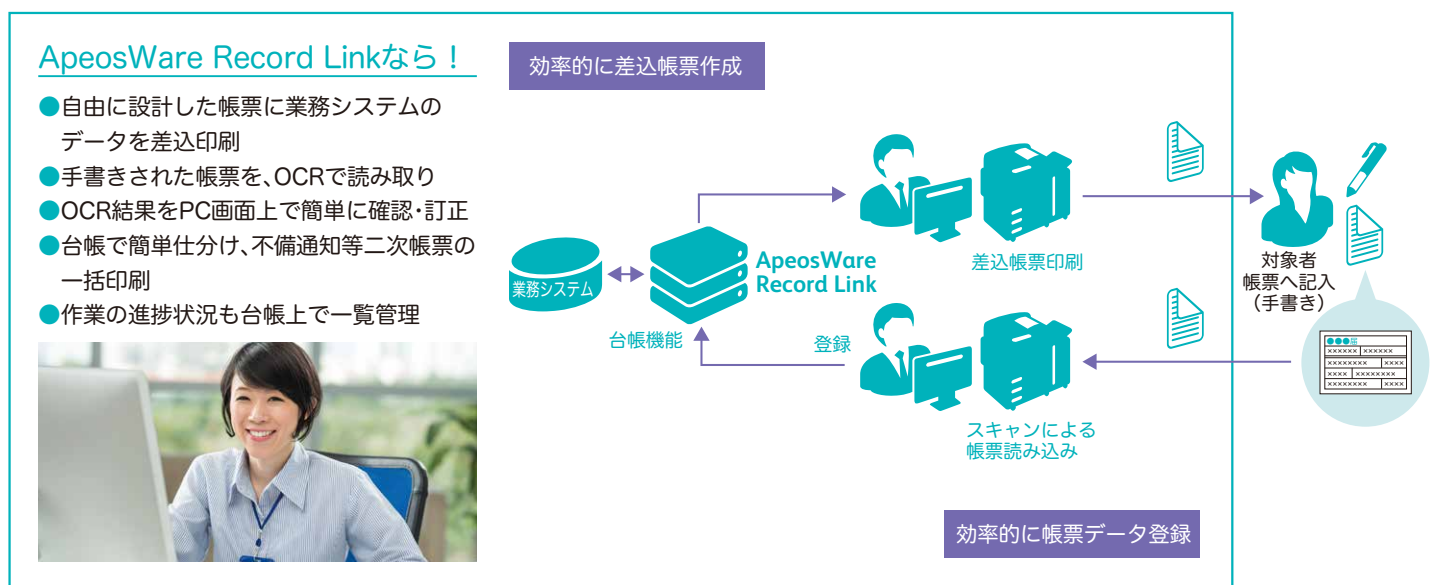 ApeosWare Record Linkなら！
●自由に設計した帳票に業務システムの
データを差込印刷
●手書きされた帳票を、OCRで読み取り
●OCR結果をPC画面上で簡単に確認・訂正
●台帳で簡単仕分け、不備通知等二次帳票の
一括印刷
●作業の進捗状況も台帳上で一覧管理
効率的に差込帳票作成
業務システム
ApeosWare
Record Link
台帳機能
登録
差込帳票印刷
スキャンによる
帳票読み込み
対象者
帳票へ記入
（手書き）
●●●届
×××××× ××××××
×××××××× ××××
×××× ××××××××
×××××××× ××××
効率的に帳票データ登録